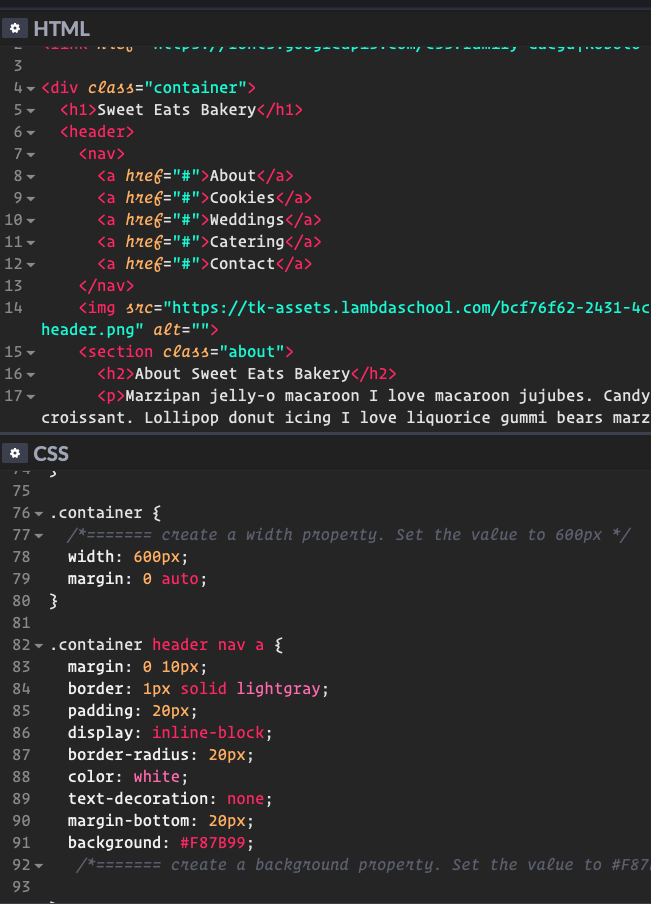 HTML
3
4 <div class="container">
5 <h1>Sweet Eats Bakery</h1>
6 <header>
7 <nav>
8 <a href="#">About</a>
9 <a href="#">Cookies</a>
10 <a href="#">Weddings</a>
11 <a href="#">Catering</a>
12 <a href="#">Contact</a>
13 </nav>
14 <img src="https://tk-assets.lambdaschool.com/bcf76f62-2431-4c
header.png" alt="">
15 <section class="about">
16 <h2>About Sweet Eats Bakery</h2>
17 <p>Marzipan jelly-o macaroon I love macaroon jujubes. Candy
croissant. Lollipop donut icing I love liquorice gummi bears marz
CSS
74 }
75
76 .container {
77 /*======= create a width property. Set the value to 600px */
78 width: 600px;
79 margin: 0 auto;
80 }
81
82 .container header nav a {
83 margin: 0 10px;
84 border: 1px solid lightgray;
85 padding: 20px;
86 display: inline-block;
87 border-radius: 20px;
88 color: white;
89 text-decoration: none;
90 margin-bottom: 20px;
91 background: #F87B99;
92 /*======= create a background property. Set the value to #F87
93